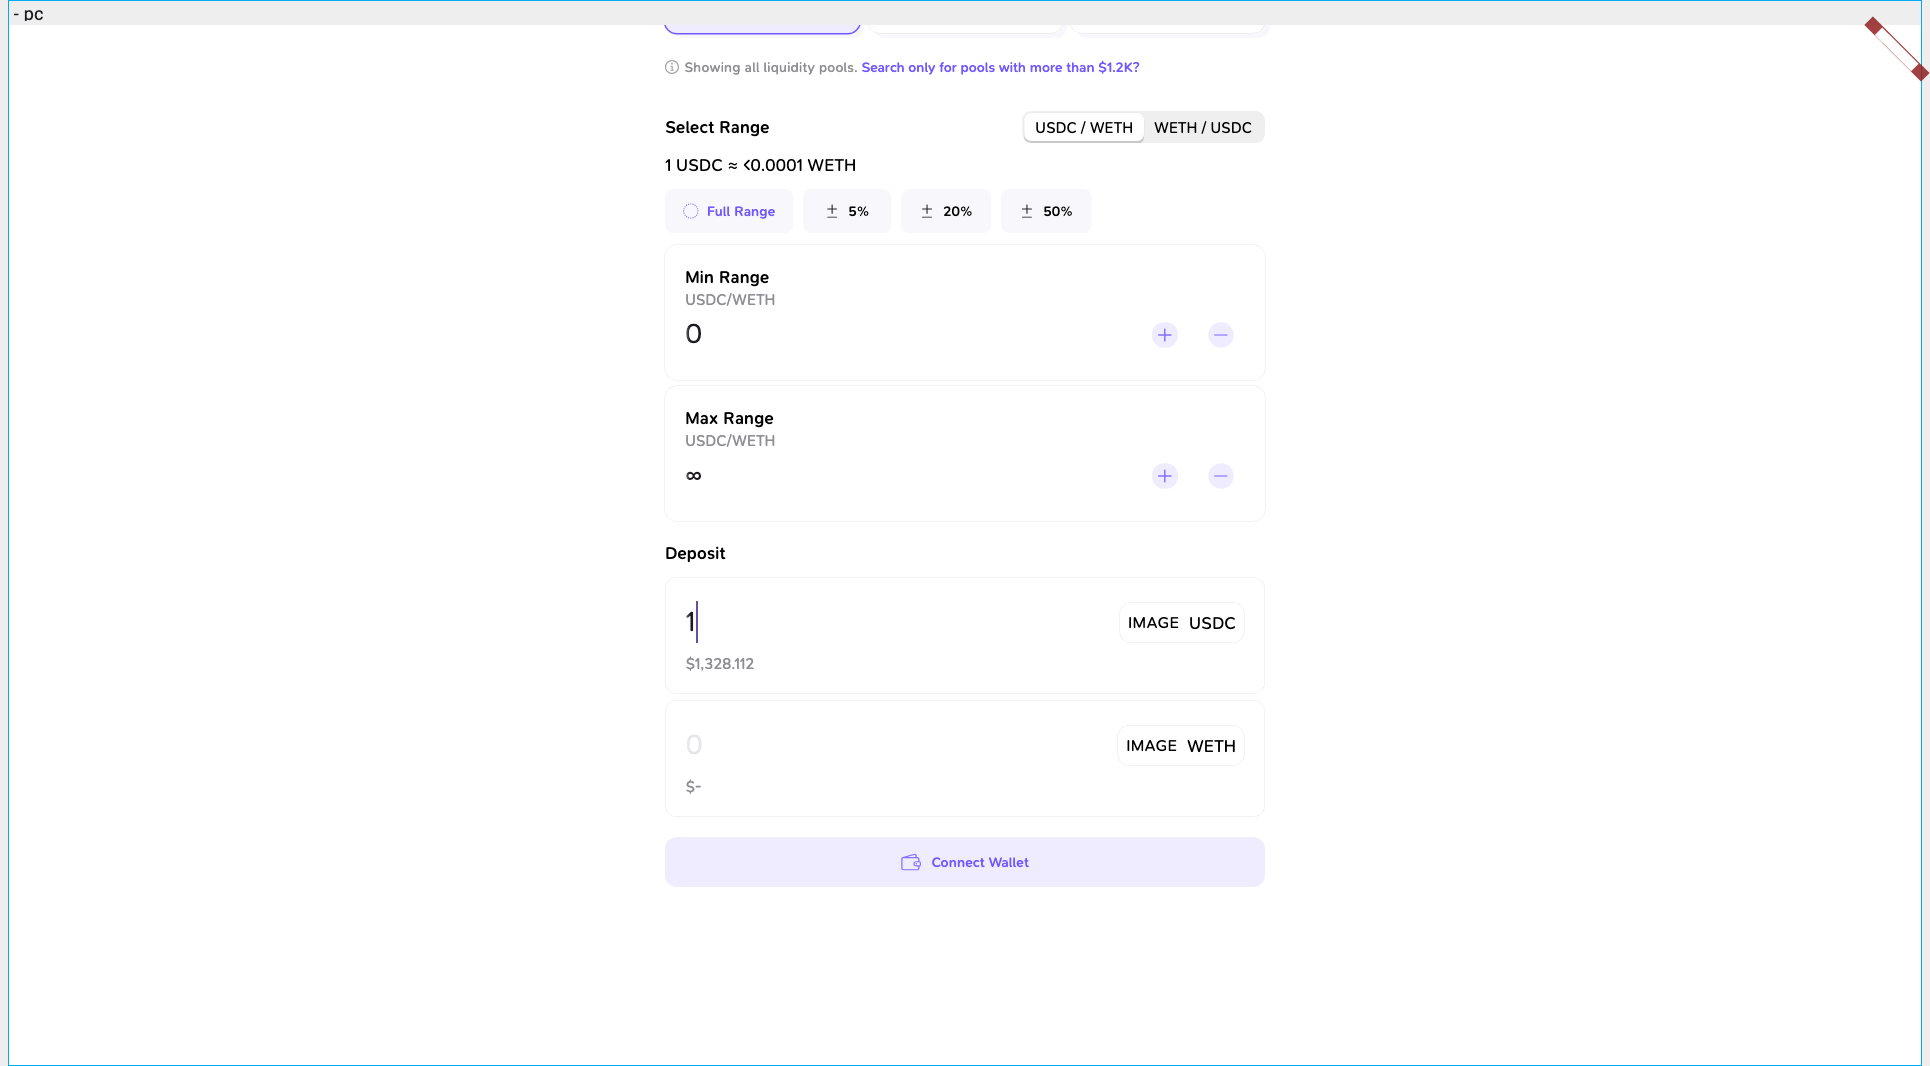 - pc
Showing all liquidity pools. Search only for pools with more than $1.2K?
Select Range
USDC / WETH WETH / USDC
1 USDC ≈ <0.0001 WETH
Full Range ± 5% ± 20% ± 50%
Min Range
USDC/WETH
0
Max Range
USDC/WETH
∞
Deposit
1 IMAGE USDC
$1,328.112
0 IMAGE WETH
$-
Connect Wallet